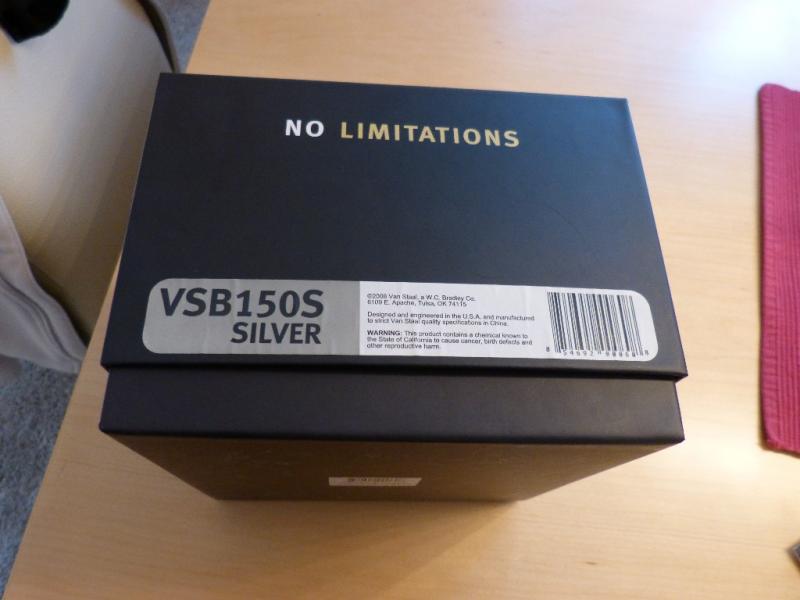 NO LIMITATIONS
VSB150S
SILVER
©2008 Van Staal, a W.C. Bradley Co.
6109 E. Apache, Tulsa, OK 74115
Designed and engineered in the U.S.A. and manufactured
to strict Van Staal quality specifications in China.
WARNING: This product contains a chemical known to
the State of California to cause cancer, birth defects and
other reproductive harm.